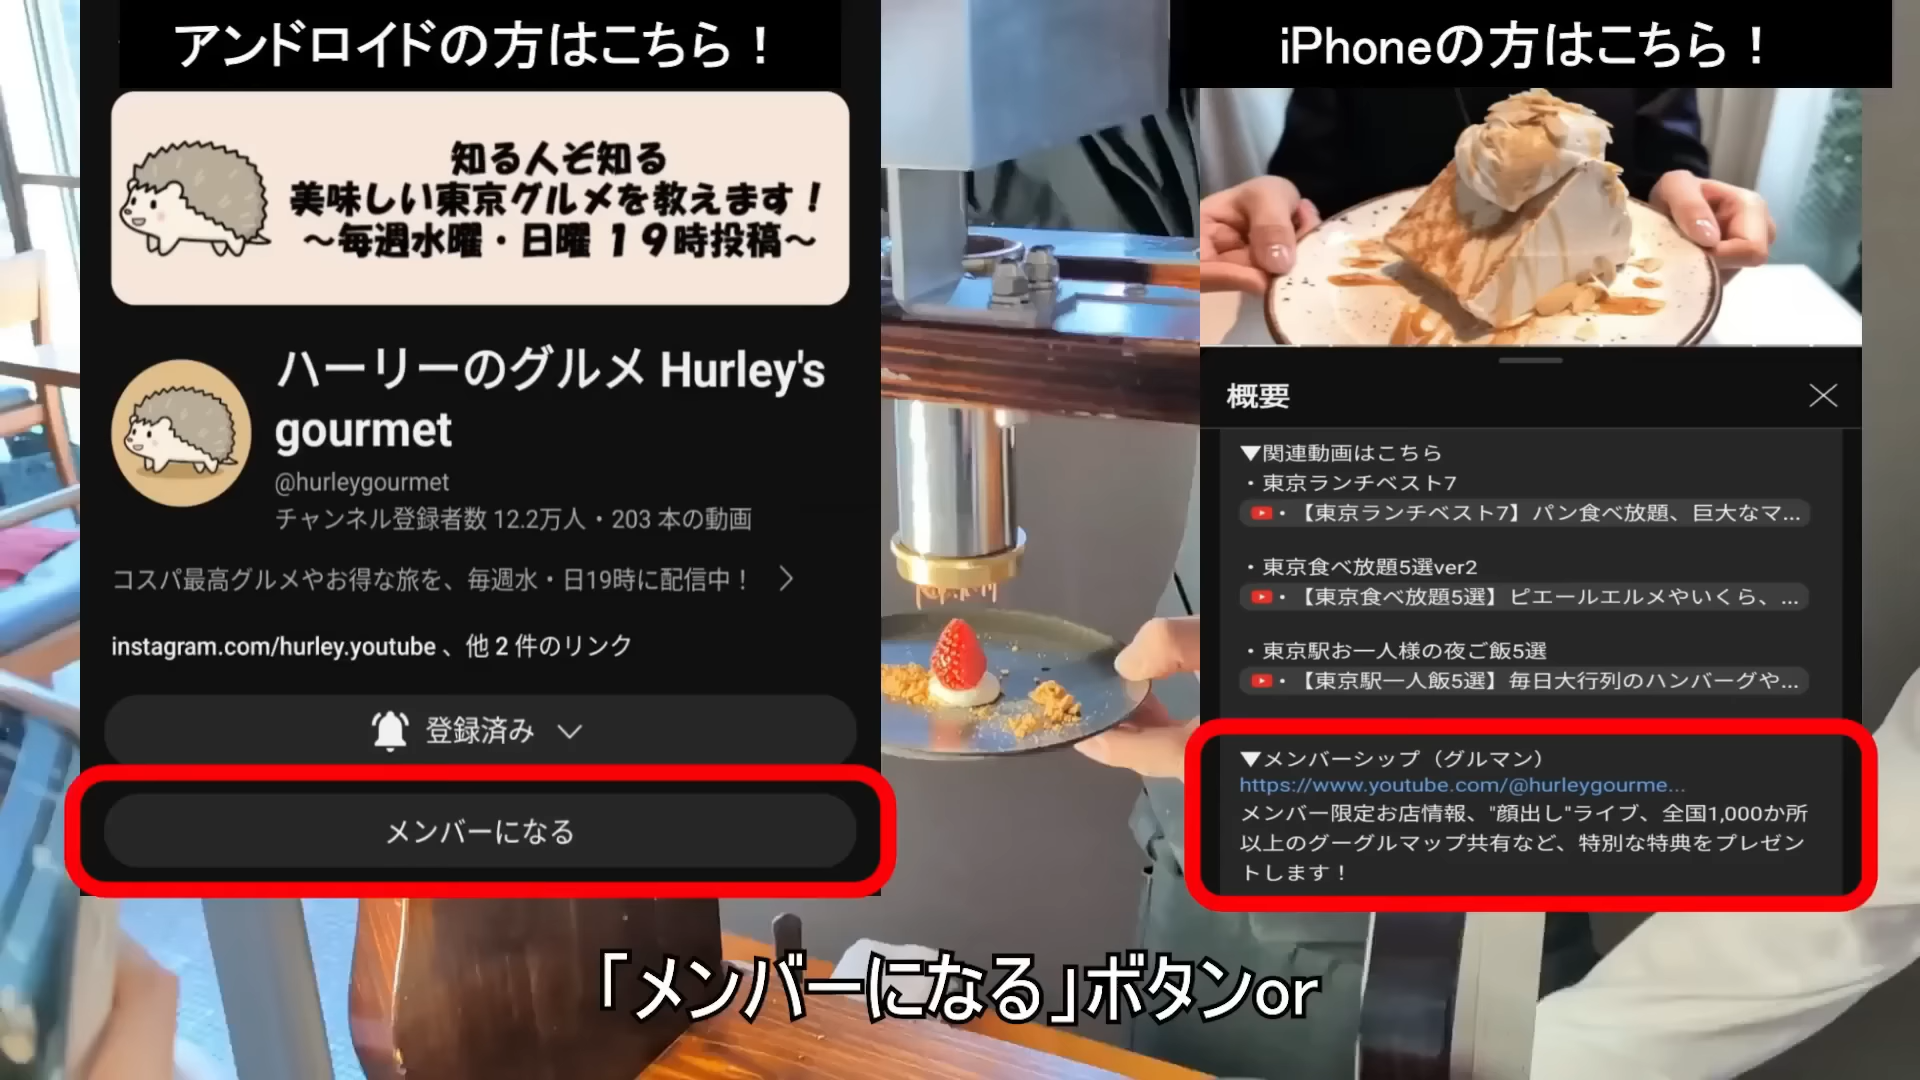 アンドロイドの方はこちら！
知る人ぞ知る
美味しい東京グルメを教えます！
～毎週水曜・日曜 19時投稿～
ハーリーのグルメ Hurley's
gourmet
@hurleygourmet
チャンネル登録者数 12.2万人・203 本の動画
コスパ最高グルメやお得な旅を、毎週水・日19時に配信中！
instagram.com/hurley.youtube 、他 2 件のリンク
登録済み
メンバーになる
iPhoneの方はこちら！
概要
▼関連動画はこちら
・東京ランチベスト7
・【東京ランチベスト7】パン食べ放題、巨大なマ...
・東京食べ放題5選ver2
・【東京食べ放題5選】ピエールエルメやいくら、...
・東京駅お一人様の夜ご飯5選
・【東京駅一人飯5選】毎日大行列のハンバーグや...
▼メンバーシップ（グルマン）
https://www.youtube.com/@hurleygourme...
メンバー限定お店情報、"顔出し"ライブ、全国1,000か所
以上のグーグルマップ共有など、特別な特典をプレゼン
トします！
「メンバーになる」ボタンor